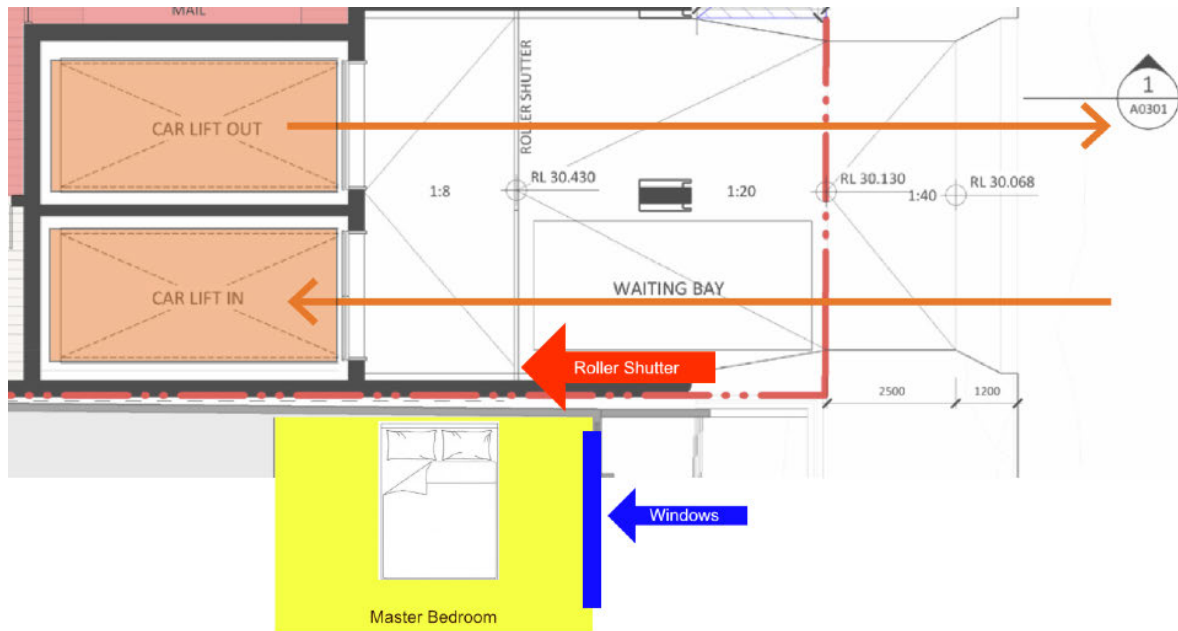 MAIL
CAR LIFT OUT
ROLLER SHUTTER
1
A0301
RL 30.430
1:8
1:20
RL 30.130
1:40
RL 30.068
CAR LIFT IN
WAITING BAY
Roller Shutter
2500
1200
Windows
Master Bedroom